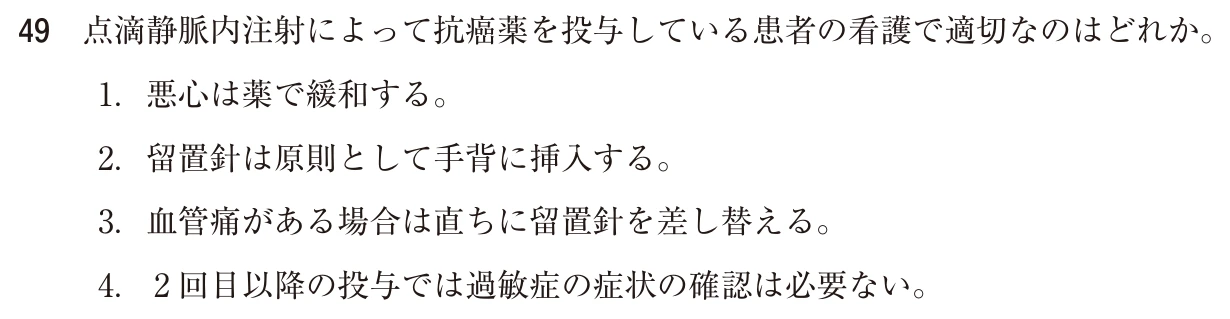 49 点滴静脈内注射によって抗癌薬を投与している患者の看護で適切なのはどれか。
1. 悪心は薬で緩和する。
2. 留置針は原則として手背に挿入する。
3. 血管痛がある場合は直ちに留置針を差し替える。
4. 2回目以降の投与では過敏症の症状の確認は必要ない。